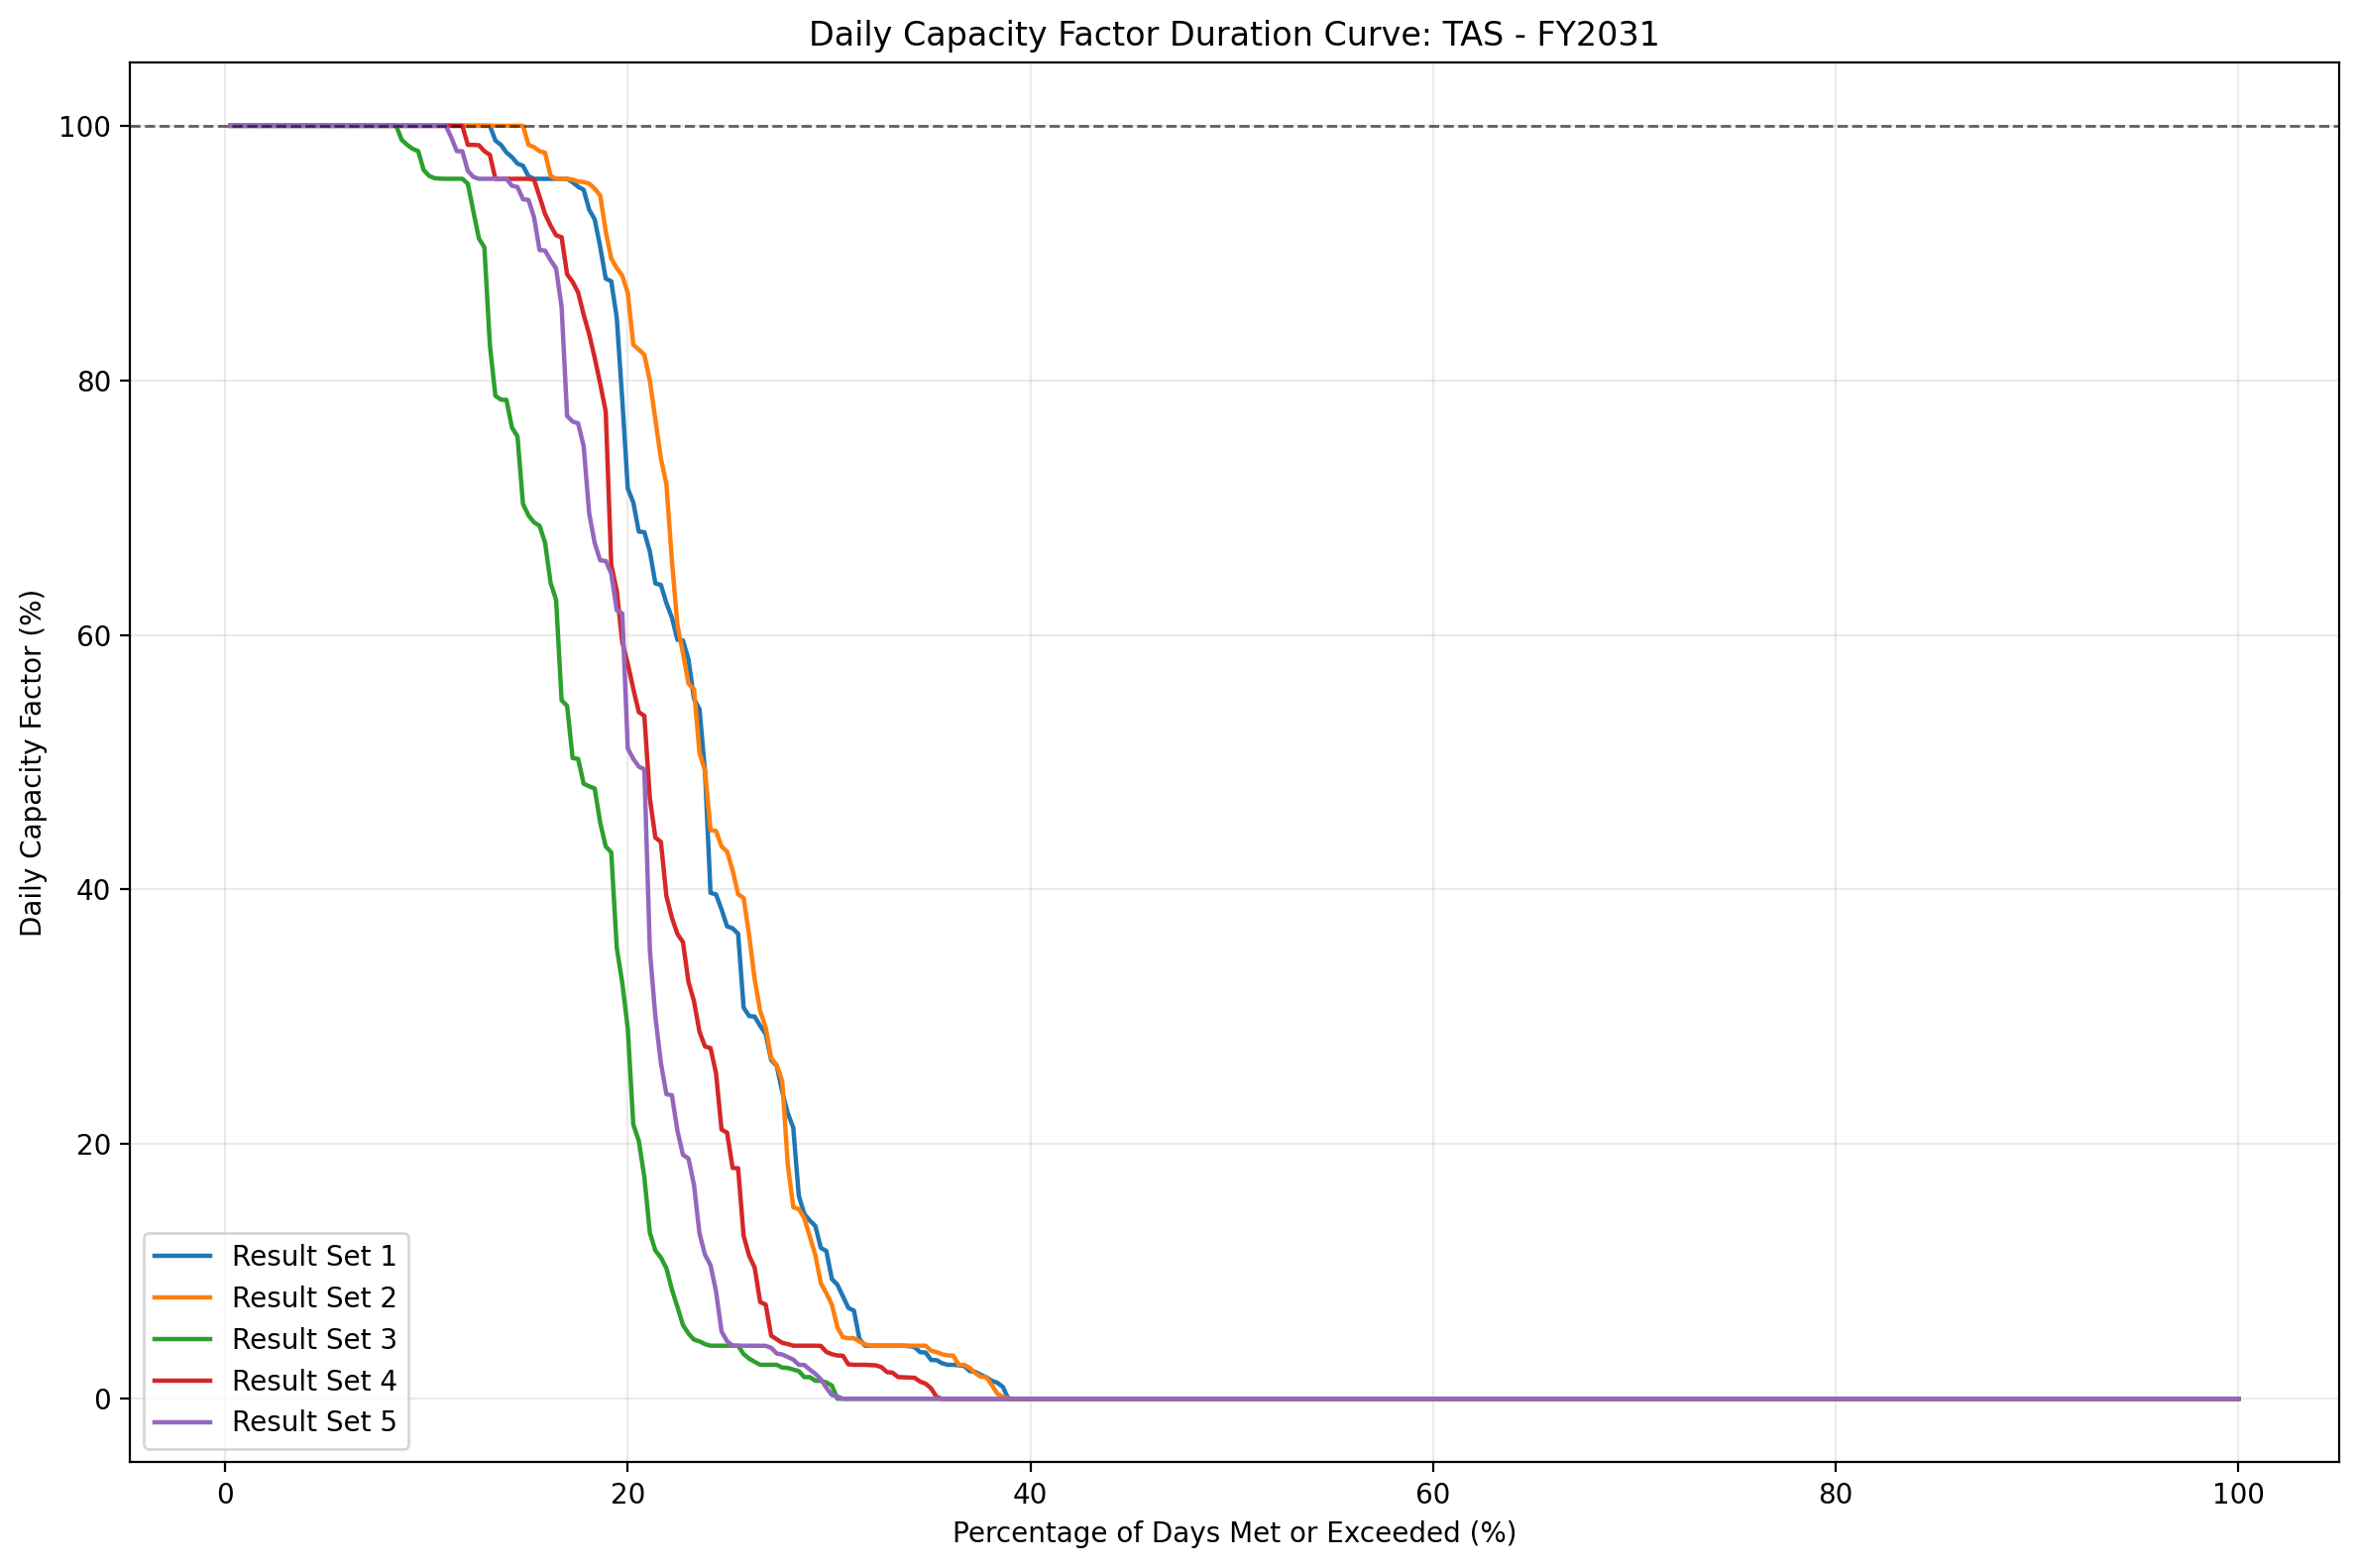 Daily Capacity Factor Duration Curve: TAS - FY2031
Daily Capacity Factor (%)
100
80
60
40
20
0
Result Set 1
Result Set 2
Result Set 3
Result Set 4
Result Set 5
0 20 40 60 80 100
Percentage of Days Met or Exceeded (%)